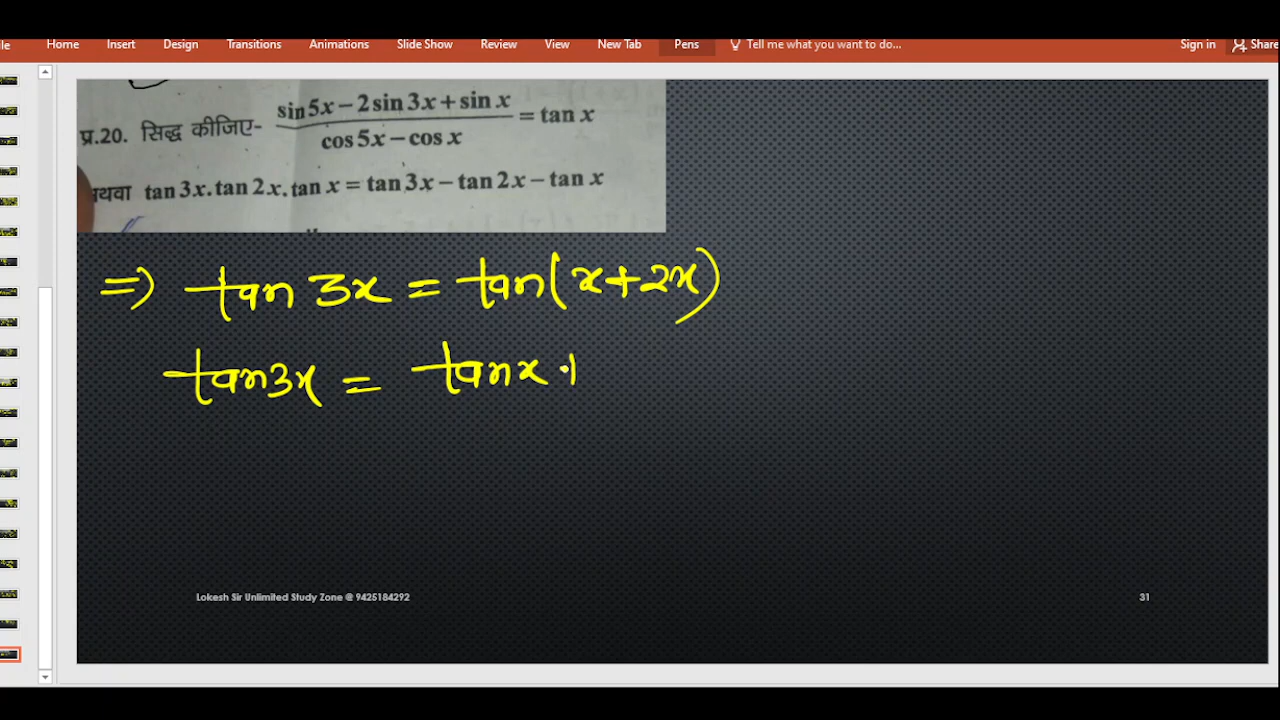 Home Insert Design Transitions Animations Slide Show Review View New Tab Pens Tell me what you want to do... Sign in Share
प्र.20. सिद्ध कीजिए- sin 5x – 2 sin 3x + sin x / cos 5x – cos x = tan x
tan 3x. tan 2x. tan x = tan 3x – tan 2x – tan x
=> tan 3x = tan(x+2x)
tan3x = tanx
Lokesh Sir Unlimited Study Zone @ 9425184292
31